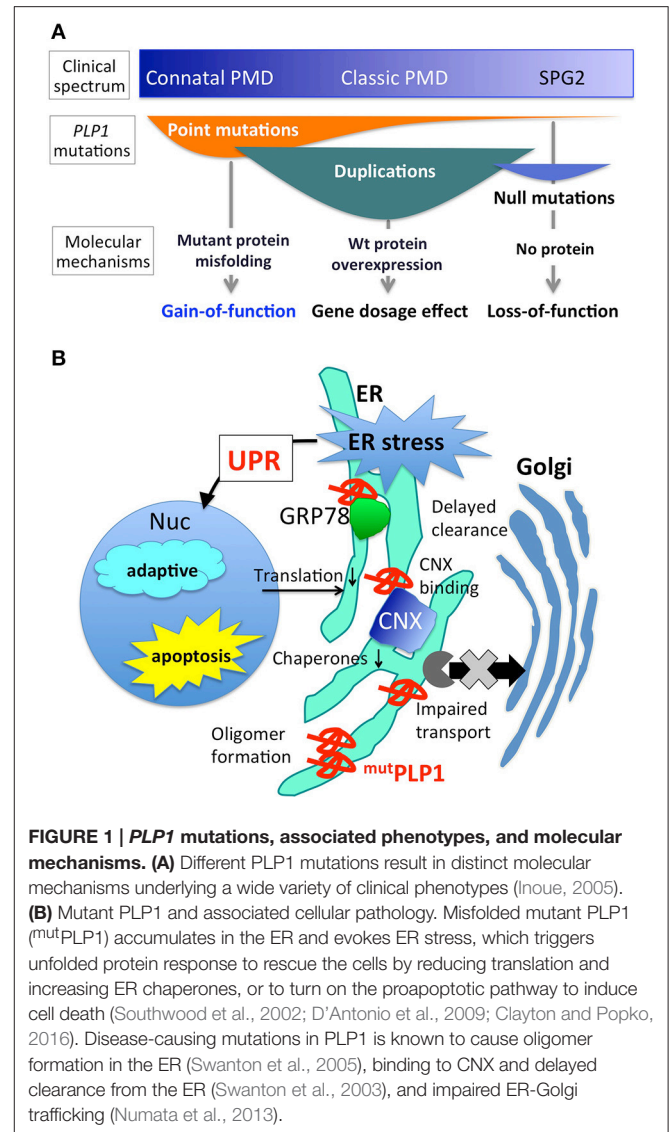 A
Clinical
spectrum
Connatal PMD
Classic PMD
SPG2
PLP1
mutations
Point mutations
Duplications
Null mutations
Molecular
mechanisms
Mutant protein
misfolding
Wt protein
overexpression
No protein
Gain-of-function
Gene dosage effect
Loss-of-function
B
ER
ER stress
UPR
Golgi
Nuc
GRP78
Delayed
clearance
adaptive
Translation ↓
CNX
binding
CNX
apoptosis
Chaperones ↓
Impaired
transport
Oligomer
formation
mutPLP1
FIGURE 1 | PLP1 mutations, associated phenotypes, and molecular
mechanisms. (A) Different PLP1 mutations result in distinct molecular
mechanisms underlying a wide variety of clinical phenotypes (Inoue, 2005).
(B) Mutant PLP1 and associated cellular pathology. Misfolded mutant PLP1
(mutPLP1) accumulates in the ER and evokes ER stress, which triggers
unfolded protein response to rescue the cells by reducing translation and
increasing ER chaperones, or to turn on the proapoptotic pathway to induce
cell death (Southwood et al., 2002; D'Antonio et al., 2009; Clayton and Popko,
2016). Disease-causing mutations in PLP1 is known to cause oligomer
formation in the ER (Swanton et al., 2005), binding to CNX and delayed
clearance from the ER (Swanton et al., 2003), and impaired ER-Golgi
trafficking (Numata et al., 2013).